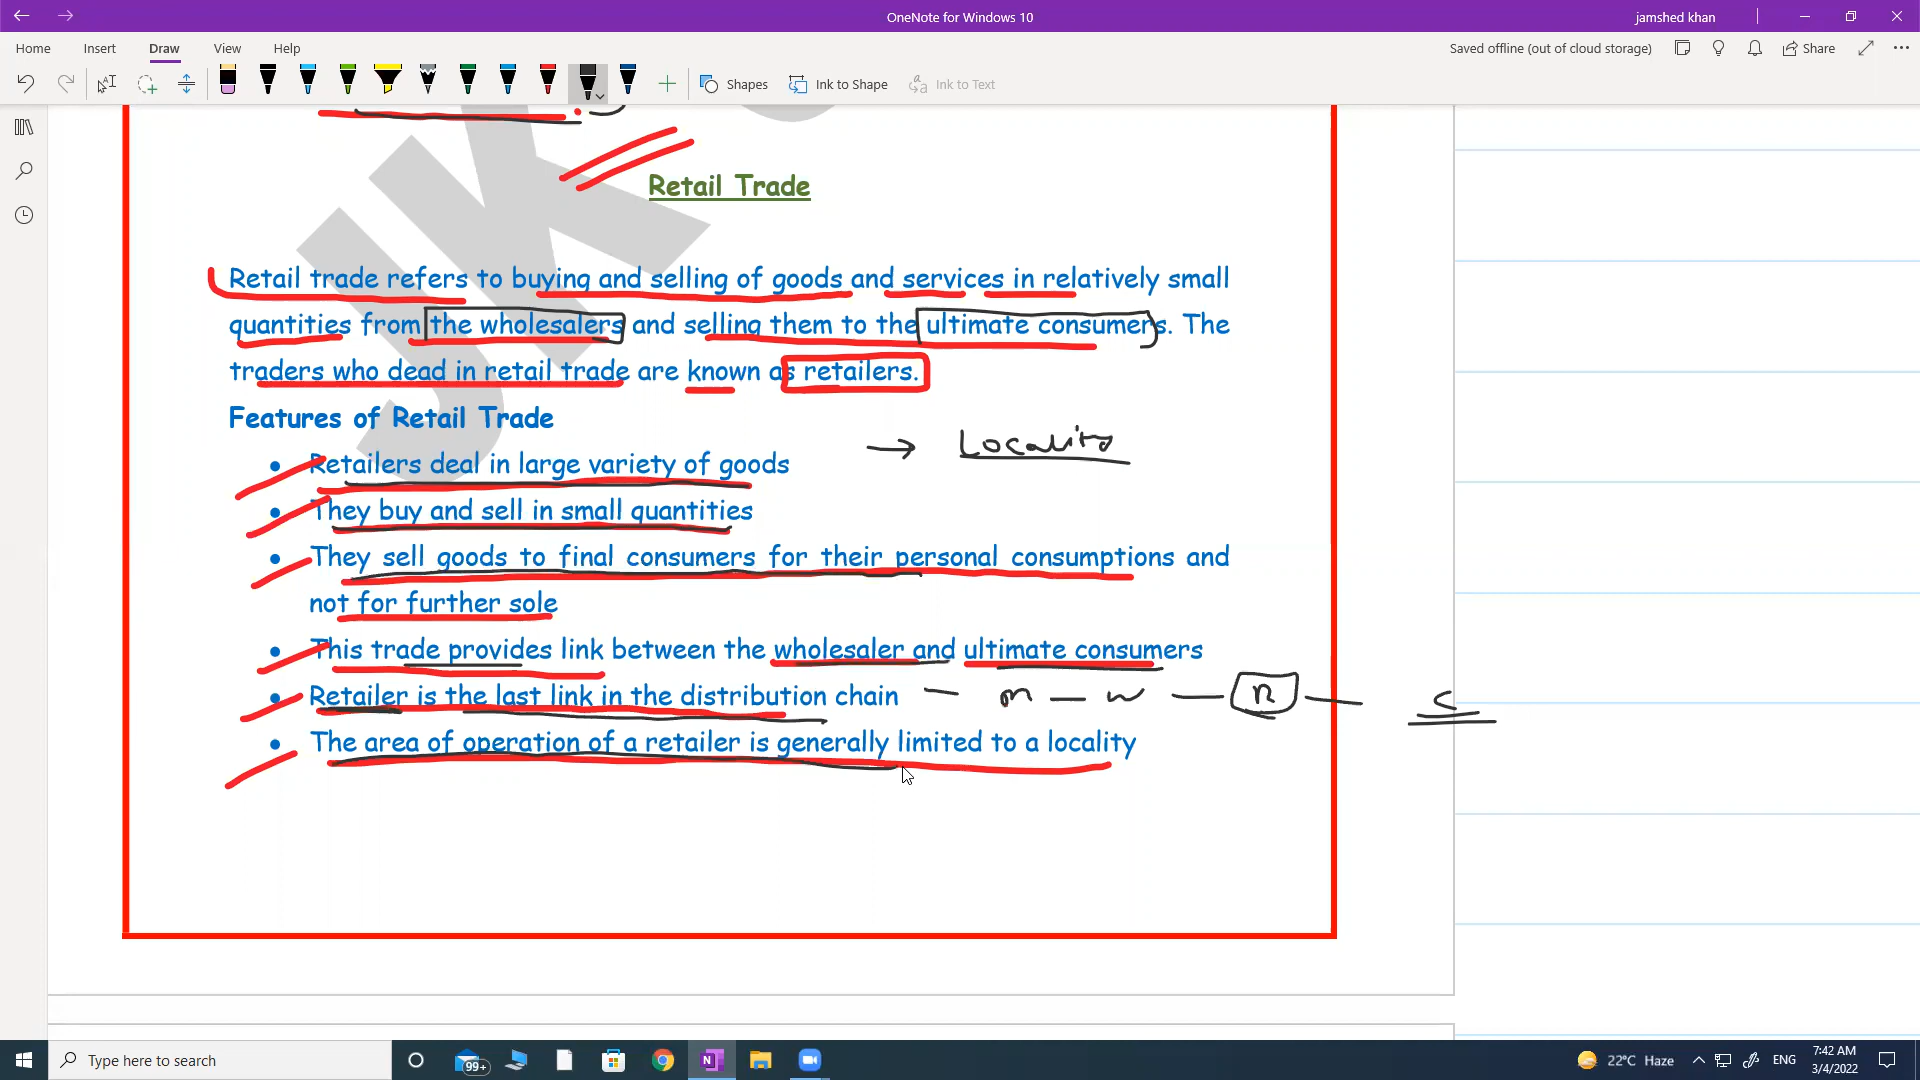 OneNote for Windows 10
jamshed khan
Home Insert Draw View Help
Saved offline (out of cloud storage)
Share
Shapes
Ink to Shape
Ink to Text
JK
Retail Trade
Retail trade refers to buying and selling of goods and services in relatively small
quantities from the wholesalers and selling them to the ultimate consumers. The
traders who dead in retail trade are known as retailers.
Features of Retail Trade
→ Locality
• Retailers deal in large variety of goods
• They buy and sell in small quantities
• They sell goods to final consumers for their personal consumptions and
not for further sole
• This trade provides link between the wholesaler and ultimate consumers
• Retailer is the last link in the distribution chain — m — w — R — C
• The area of operation of a retailer is generally limited to a locality
Type here to search
99+
N
22°C Haze
ENG
7:42 AM
3/4/2022